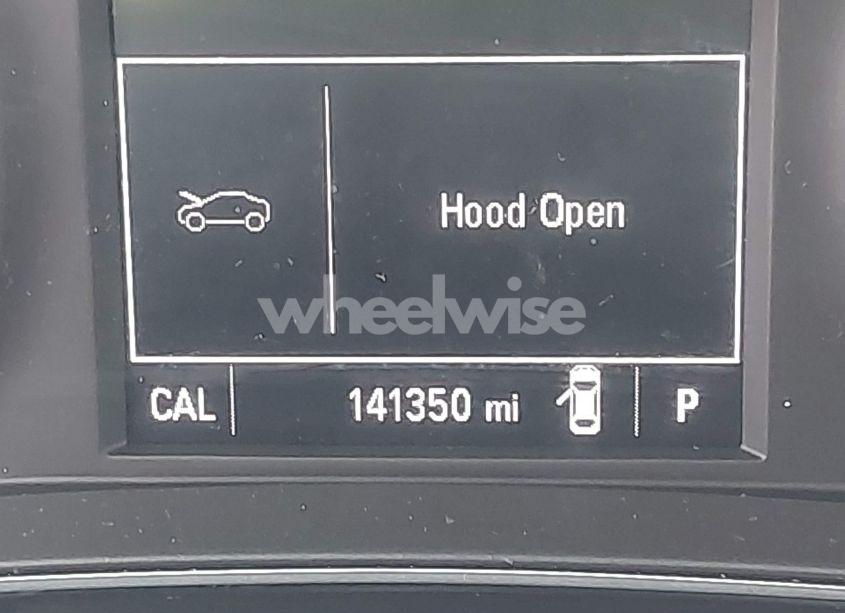 Hood Open
wheelwise
CAL 141350 mi P